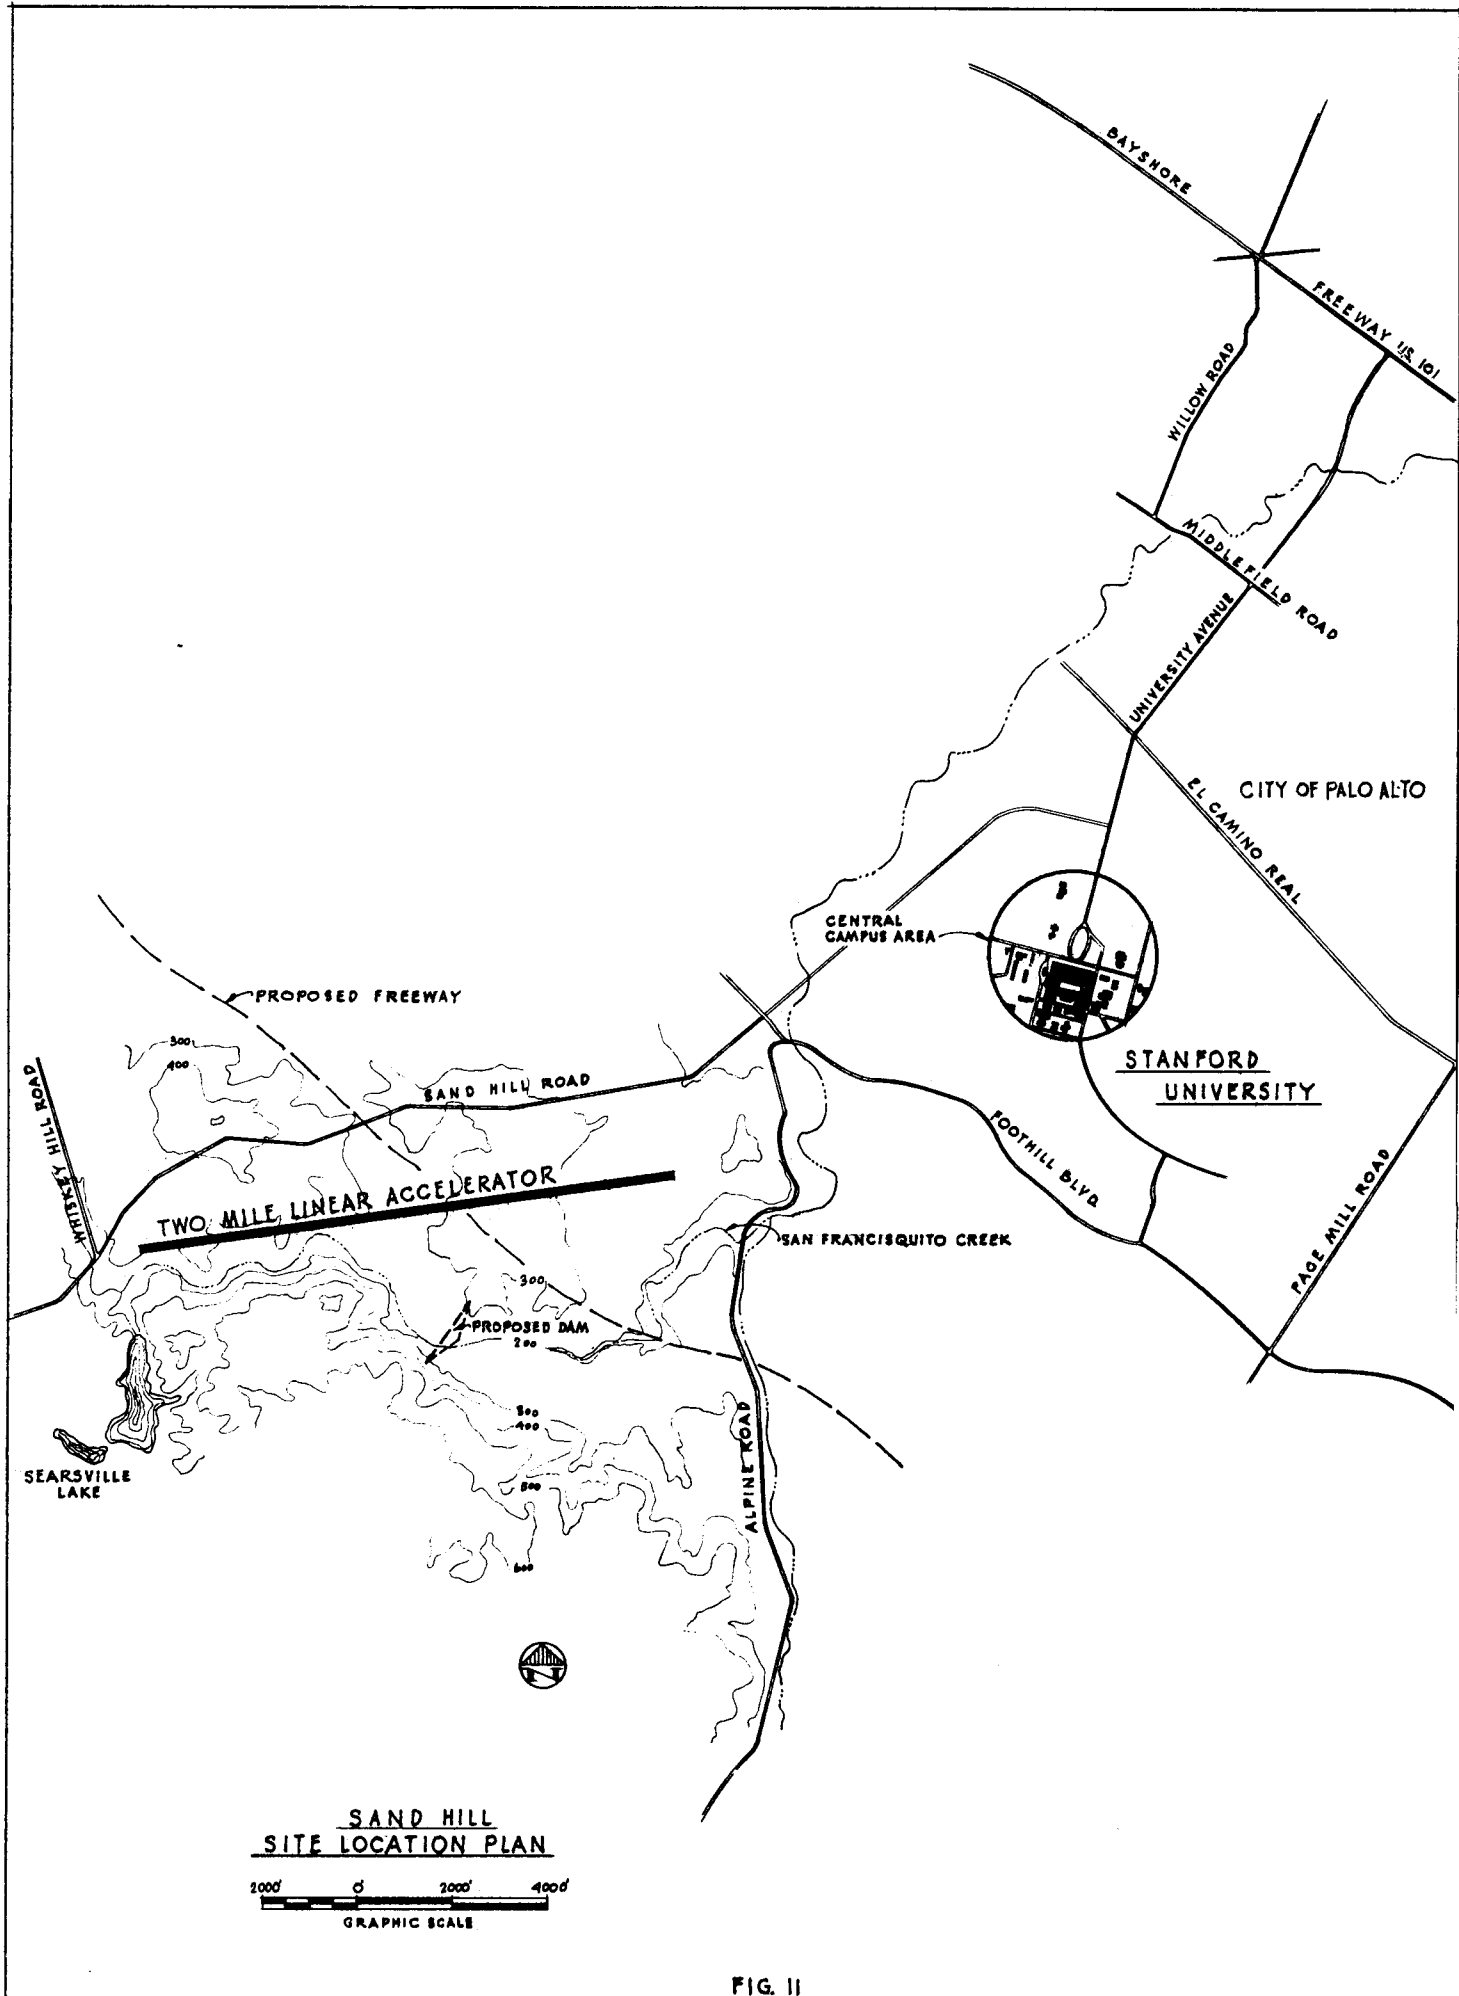 BAYSHORE
FREEWAY US 101
WILLOW ROAD
MIDDLEFIELD ROAD
UNIVERSITY AVENUE
CITY OF PALO ALTO
EL CAMINO REAL
CENTRAL
CAMPUS AREA
PROPOSED FREEWAY
STANFORD
UNIVERSITY
300
400
SAND HILL ROAD
WHISKEY HILL ROAD
FOOTHILL BLVD
TWO MILE LINEAR ACCELERATOR
PAGE MILL ROAD
SAN FRANCISQUITO CREEK
300
PROPOSED DAM
200
300
400
ALPINE ROAD
SEARSVILLE
LAKE
500
600
N
SAND HILL
SITE LOCATION PLAN
2000' 0' 2000' 4000'
GRAPHIC SCALE
FIG. 11